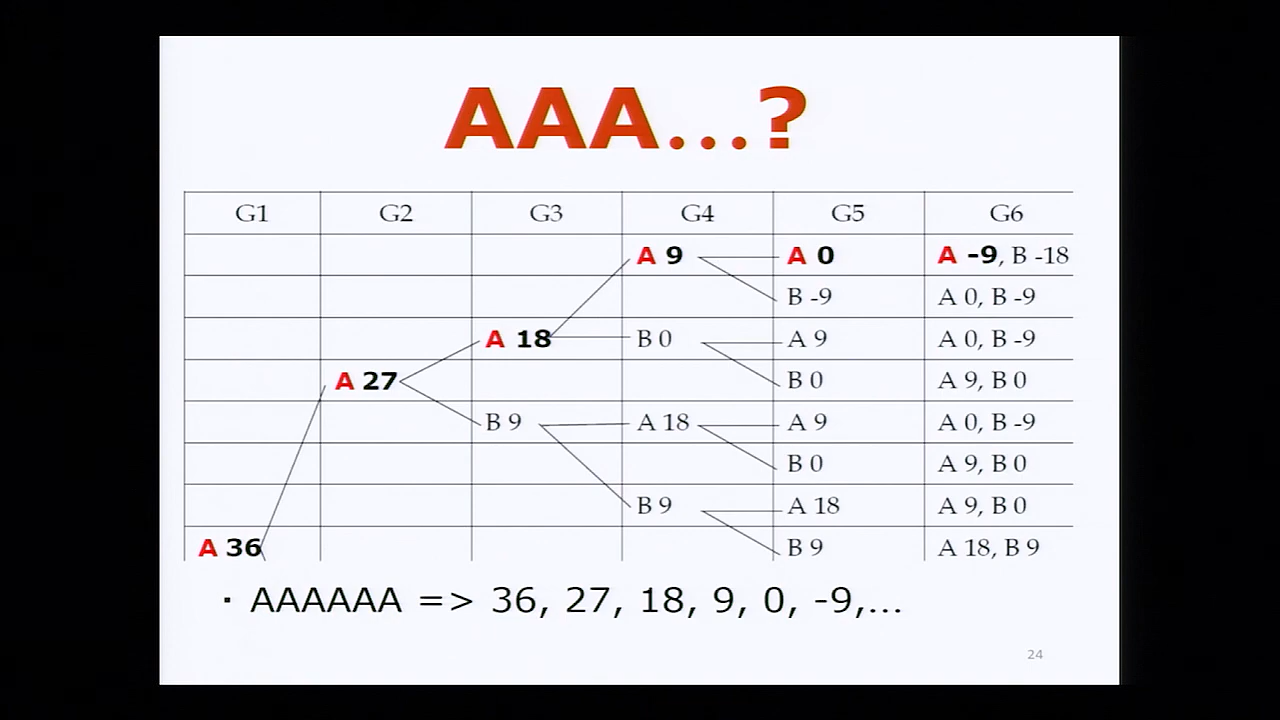 AAA...?
G1 G2 G3 G4 G5 G6
A 9 A 0 A -9, B -18
B -9 A 0, B -9
A 18 B 0 A 9 A 0, B -9
A 27 B 0 A 9, B 0
B 9 A 18 A 9 A 0, B -9
B 0 A 9, B 0
B 9 A 18 A 9, B 0
A 36 B 9 A 18, B 9
· AAAAAA => 36, 27, 18, 9, 0, -9,...
24